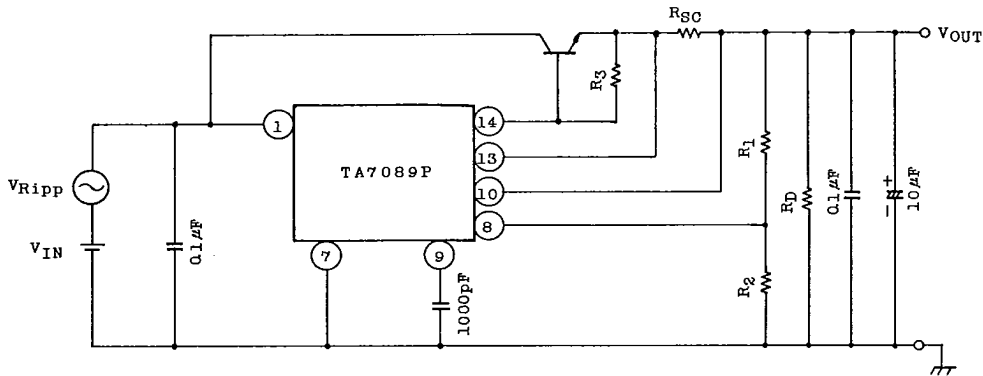 RSC
VOUT
R3
1
14
13
TA7089P
10
8
R1
RD
0.1μF
10μF
+
-
VRipp
VIN
0.1μF
7
9
1000pF
R2